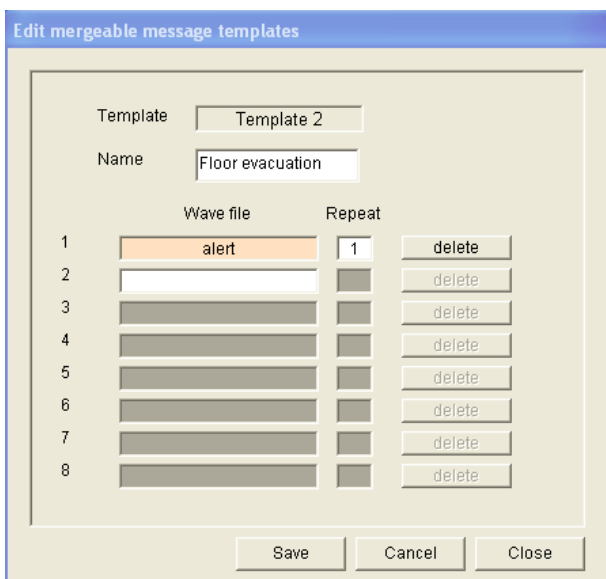 Edit mergeable message templates
Template Template 2
Name Floor evacuation
Wave file Repeat
1 alert 1 delete
2 delete
3 delete
4 delete
5 delete
6 delete
7 delete
8 delete
Save Cancel Close